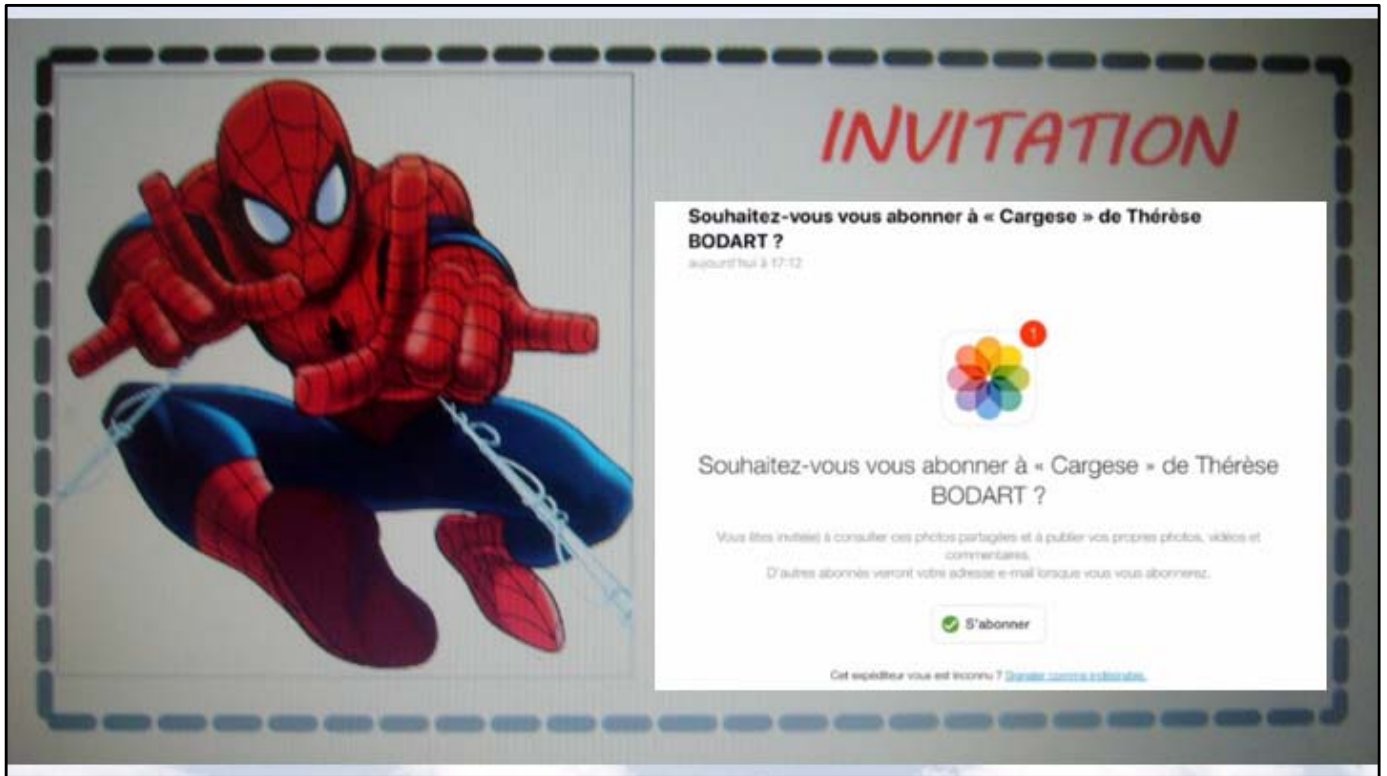 INVITATION
Souhaitez-vous vous abonner à « Cargese » de Thérèse
BODART ?
aujourd'hui à 17:12
1
Souhaitez-vous vous abonner à « Cargese » de Thérèse
BODART ?
Vous êtes invité(e) à consulter ces photos partagées et à publier vos propres photos, vidéos et
commentaires.
D'autres abonnés verront votre adresse e-mail lorsque vous vous abonnerez.
S'abonner
Cet expéditeur vous est inconnu ? Signaler comme indésirable.